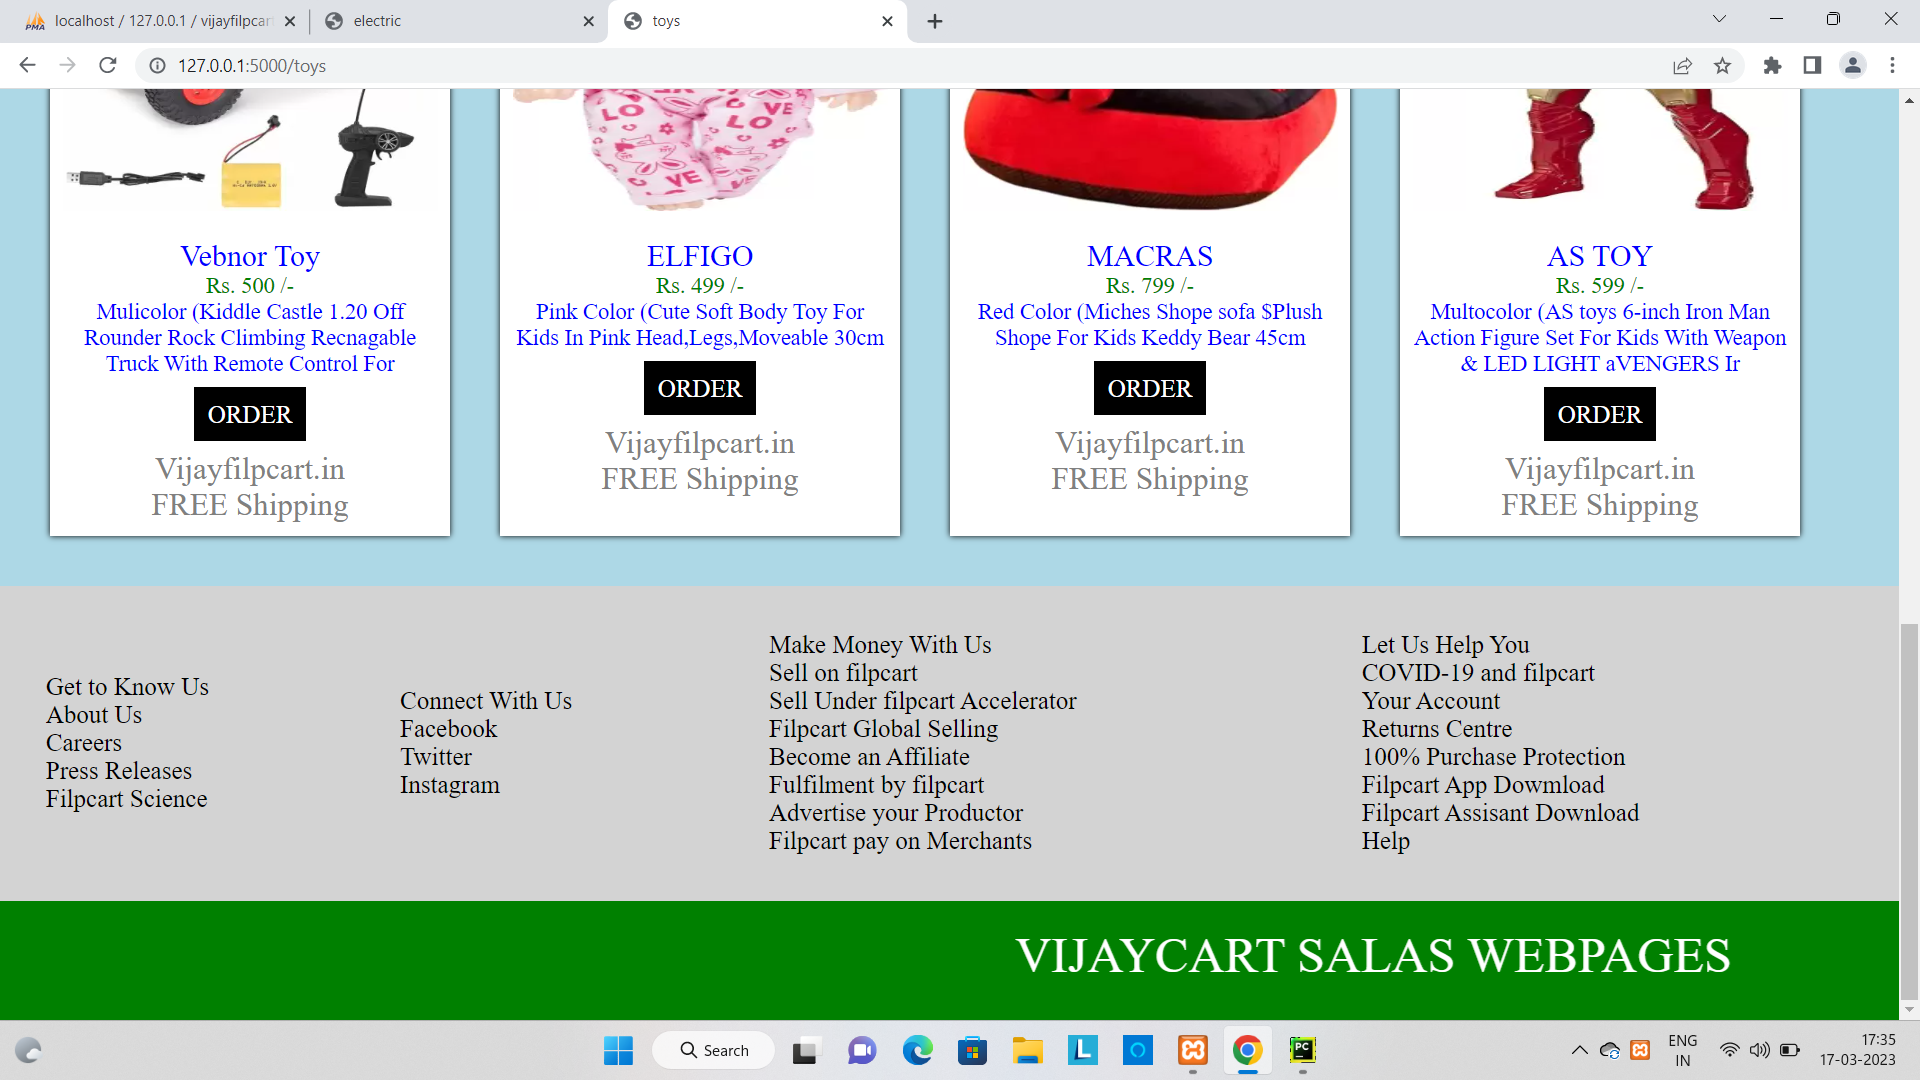 localhost / 127.0.0.1 / vijayfilpcart
electric
toys
127.0.0.1:5000/toys
LO
VE
LO
VE
Vebnor Toy
Rs. 500 /-
Mulicolor (Kiddle Castle 1.20 Off
Rounder Rock Climbing Recnagable
Truck With Remote Control For
ORDER
Vijayfilpcart.in
FREE Shipping
ELFIGO
Rs. 499 /-
Pink Color (Cute Soft Body Toy For
Kids In Pink Head,Legs,Moveable 30cm
ORDER
Vijayfilpcart.in
FREE Shipping
MACRAS
Rs. 799 /-
Red Color (Miches Shope sofa $Plush
Shope For Kids Keddy Bear 45cm
ORDER
Vijayfilpcart.in
FREE Shipping
AS TOY
Rs. 599 /-
Multocolor (AS toys 6-inch Iron Man
Action Figure Set For Kids With Weapon
& LED LIGHT aVENGERS Ir
ORDER
Vijayfilpcart.in
FREE Shipping
Get to Know Us
About Us
Careers
Press Releases
Filpcart Science
Connect With Us
Facebook
Twitter
Instagram
Make Money With Us
Sell on filpcart
Sell Under filpcart Accelerator
Filpcart Global Selling
Become an Affiliate
Fulfilment by filpcart
Advertise your Productor
Filpcart pay on Merchants
Let Us Help You
COVID-19 and filpcart
Your Account
Returns Centre
100% Purchase Protection
Filpcart App Dowmload
Filpcart Assisant Download
Help
VIJAYCART SALAS WEBPAGES
Search
ENG
IN
17:35
17-03-2023